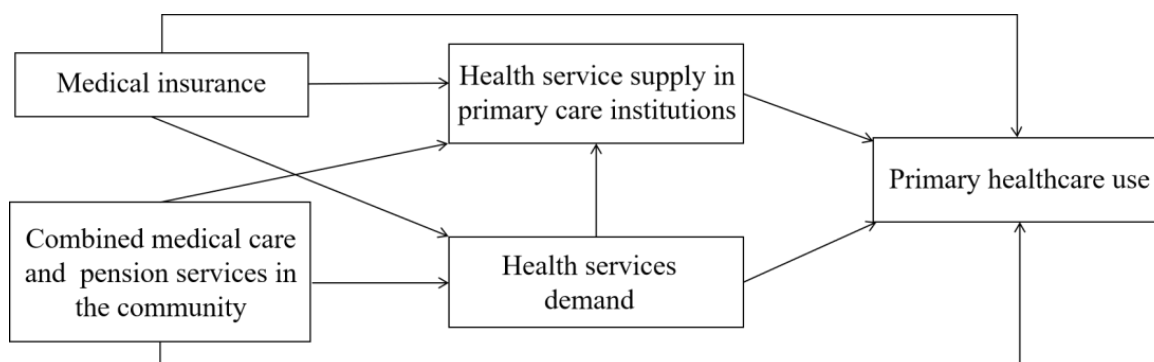 Medical insurance
Health service supply in
primary care institutions
Primary healthcare use
Combined medical care
and pension services in
the community
Health services
demand